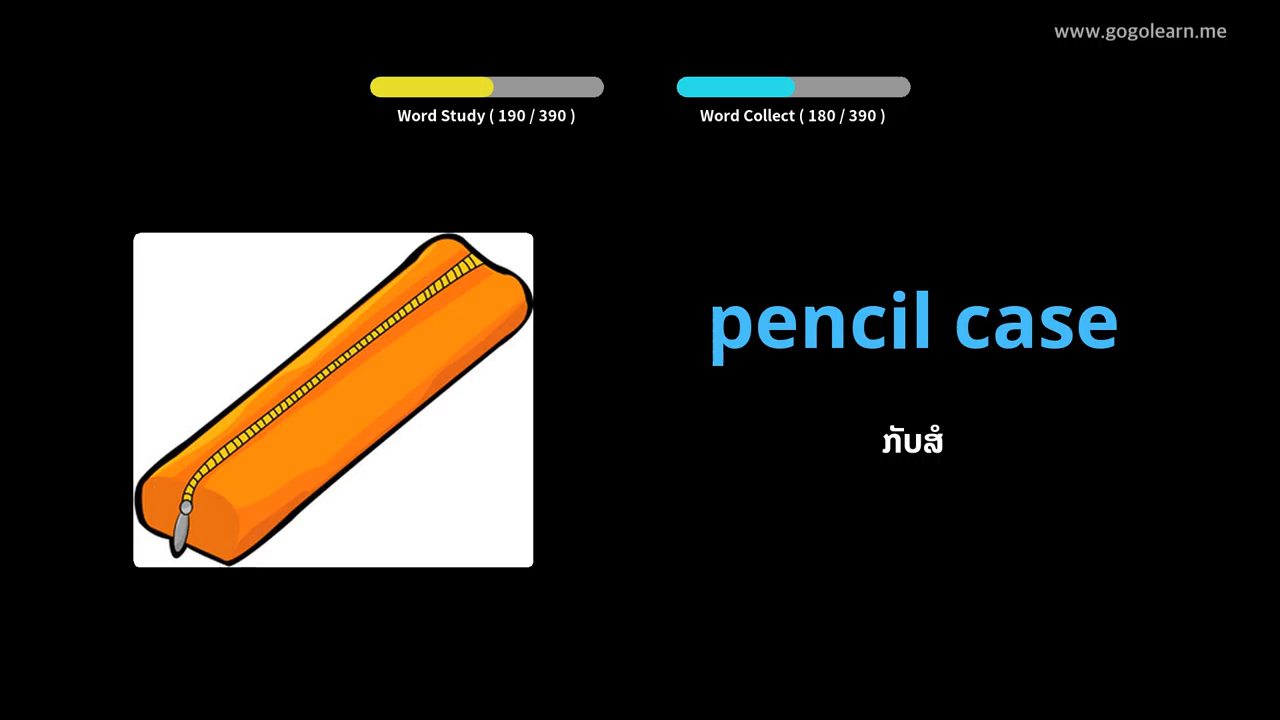 www.gogolearn.me
Word Study ( 190 / 390 )
Word Collect ( 180 / 390 )
pencil case
ກັບສໍ